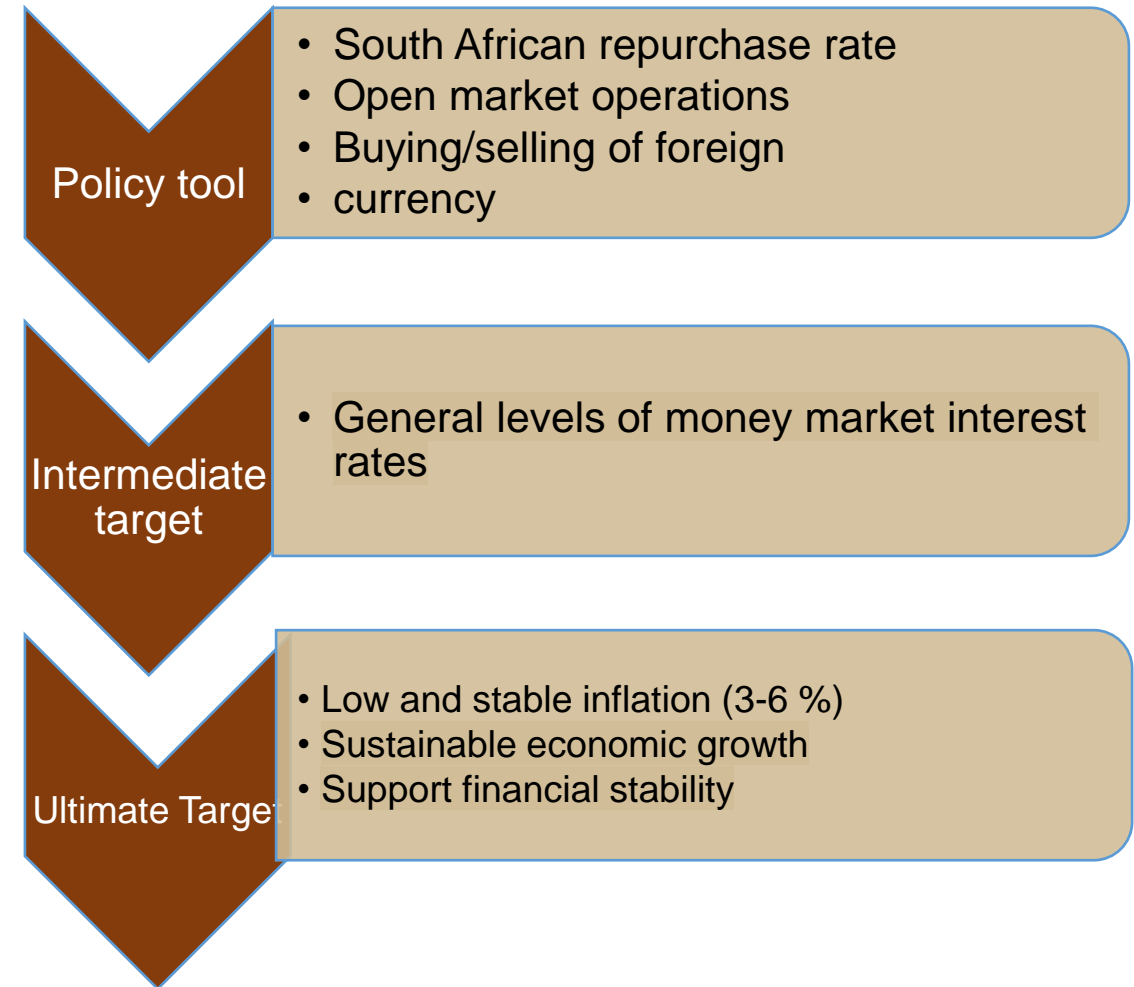 Policy tool
• South African repurchase rate
• Open market operations
• Buying/selling of foreign
• currency
Intermediate
target
• General levels of money market interest
rates
Ultimate Target
• Low and stable inflation (3-6 %)
• Sustainable economic growth
• Support financial stability